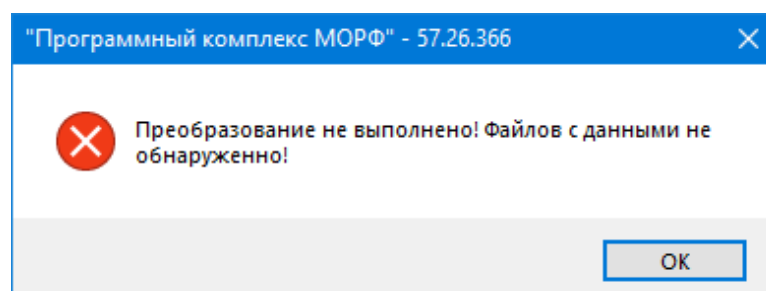 "Программный комплекс МОРФ" - 57.26.366
Преобразование не выполнено! Файлов с данными не
обнаруженно!
OK